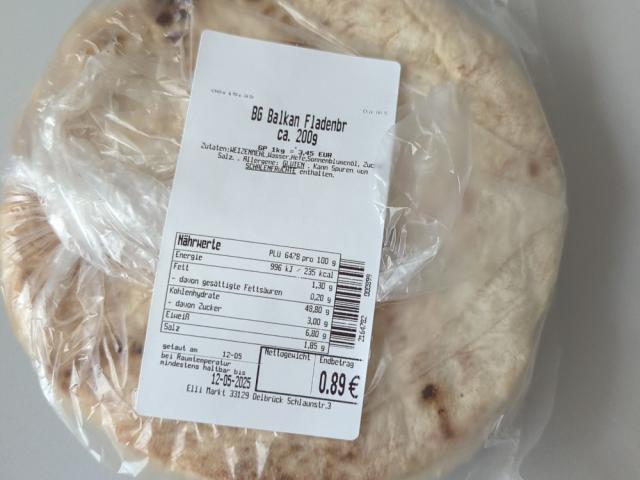 BG Balkan Fladenbr
ca. 200g
GP 1kg = 3,45 EUR
Zutaten:WEIZENMEHL,Wasser,Hefe,Sonnenblumenöl, Zuc
Salz. . Allergene: GLUTEN . Kann Spuren von
SCHALENFRÜCHTE enthalten.
Nährwerte PLU 6478 pro 100 g
Energie 996 kJ / 235 kcal
Fett 1,30 g
- davon gesättigte Fettsäuren 0,20 g
Kohlenhydrate 48,80 g
- davon Zucker 3,00 g
Eiweiß 6,80 g
Salz 1,85 g
getaut am 12-05
bei Raumtemperatur
mindestens haltbar bis
12-05-2025
Nettogewicht Endbetrag
0.89 €
Elli Markt 33129 Delbrück Schlaunstr.3